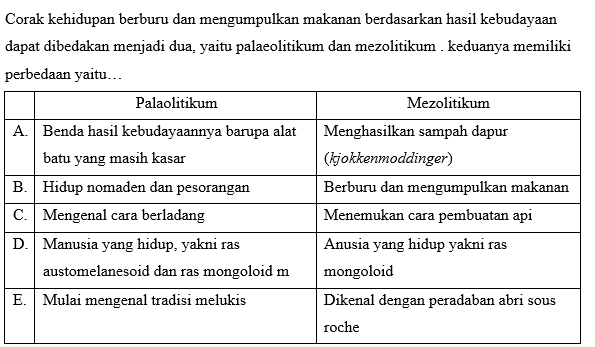 Corak kehidupan berburu dan mengumpulkan makanan berdasarkan hasil kebudayaan
dapat dibedakan menjadi dua, yaitu palaeolitikum dan mezolitikum . keduanya memiliki
perbedaan yaitu…
Palaolitikum
Mezolitikum
A. Benda hasil kebudayaannya barupa alat
batu yang masih kasar
Menghasilkan sampah dapur
(kjokkenmoddinger)
B. Hidup nomaden dan pesorangan
Berburu dan mengumpulkan makanan
C. Mengenal cara berladang
Menemukan cara pembuatan api
D. Manusia yang hidup, yakni ras
austomelanesoid dan ras mongoloid m
Anusia yang hidup yakni ras
mongoloid
E. Mulai mengenal tradisi melukis
Dikenal dengan peradaban abri sous
roche